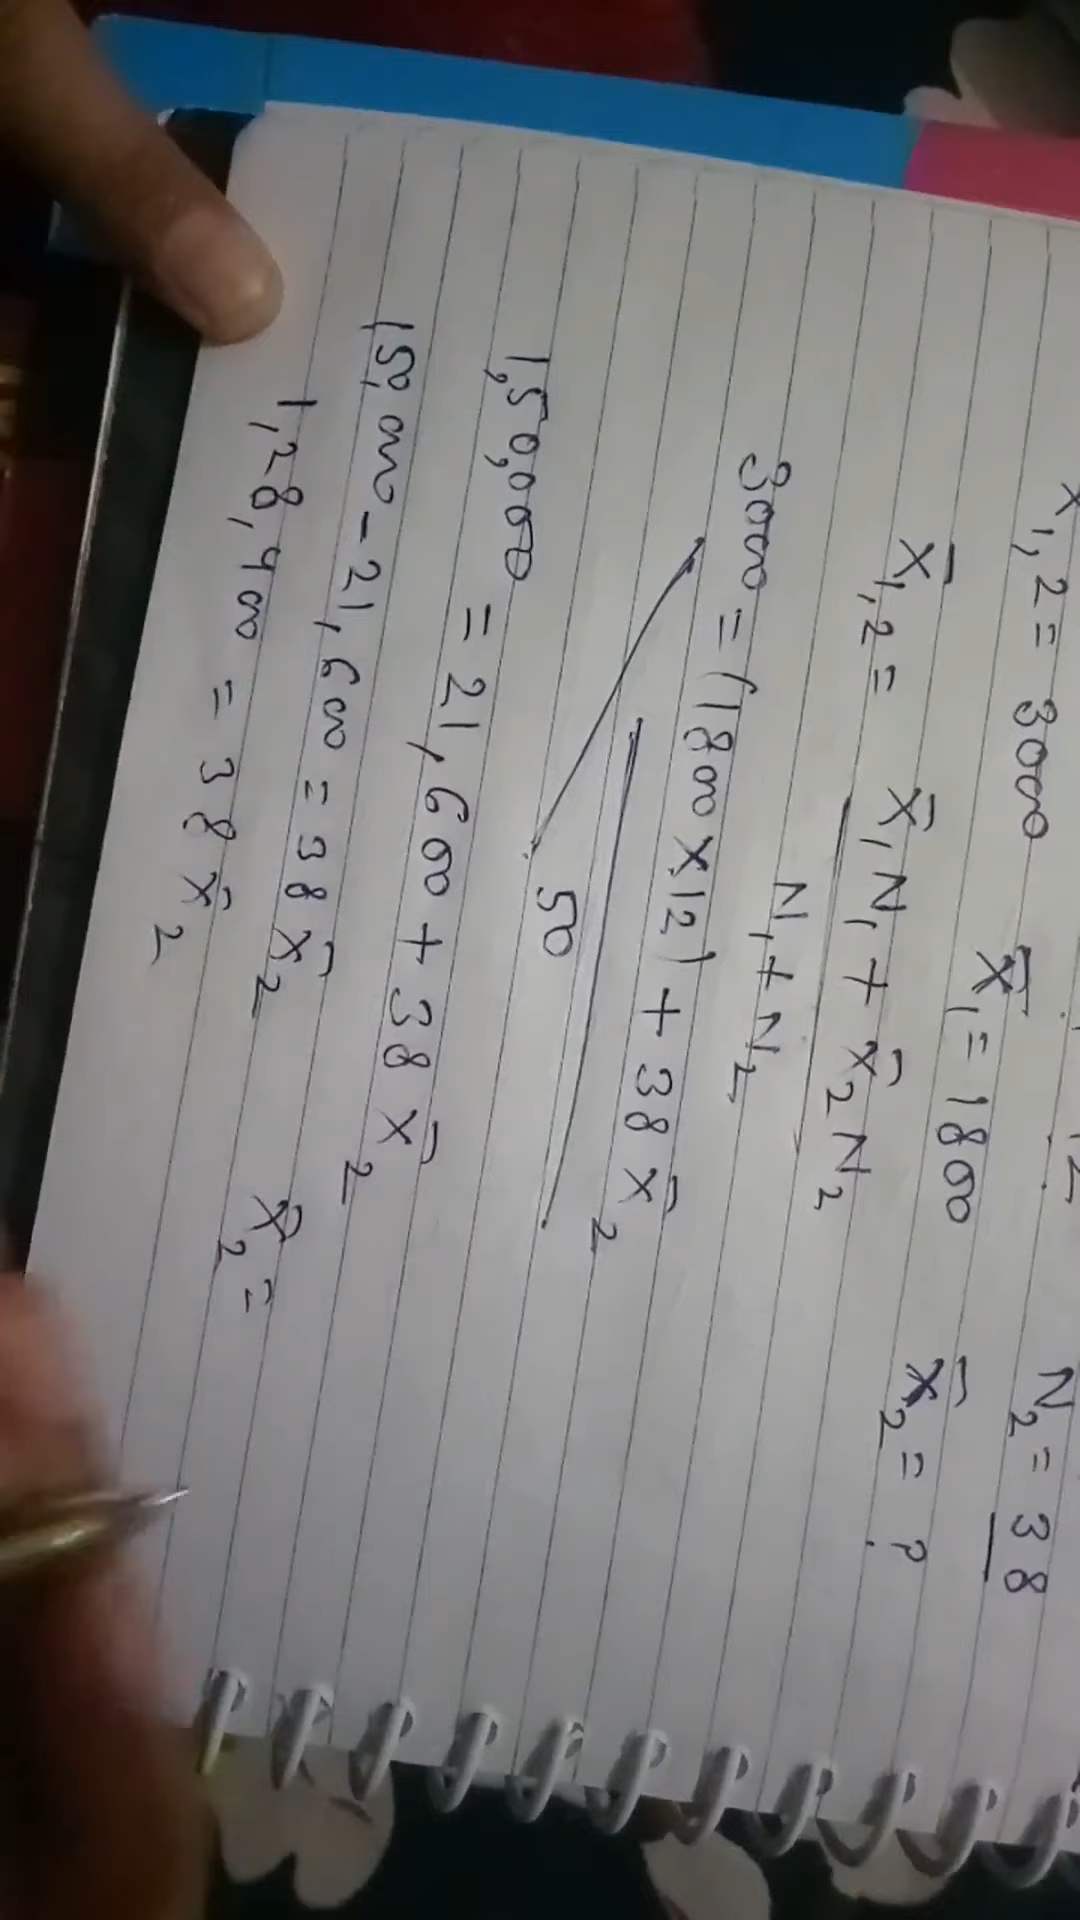 x̄1,2 = 3000 N2 = 38
x̄1 = 1800 x̄2 = ?
x̄1,2 = x̄1N1 + x̄2N2
N1 + N2
3000 = (1800 × 12) + 38 x̄2
50
1,50,000 = 21,600 + 38 x̄2
150,000 - 21,600 = 38 x̄2
1,28,400 = 38 x̄2 x̄2 =